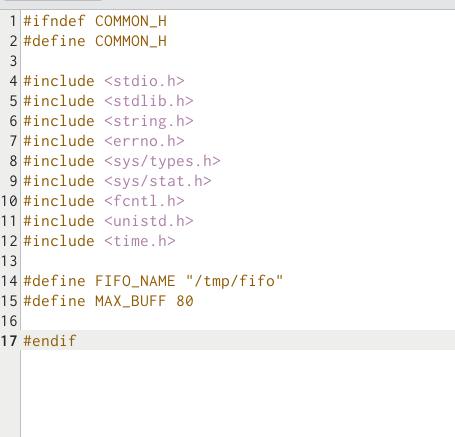 1 #ifndef COMMON_H
2 #define COMMON_H
3
4 #include <stdio.h>
5 #include <stdlib.h>
6 #include <string.h>
7 #include <errno.h>
8 #include <sys/types.h>
9 #include <sys/stat.h>
10 #include <fcntl.h>
11 #include <unistd.h>
12 #include <time.h>
13
14 #define FIFO_NAME "/tmp/fifo"
15 #define MAX_BUFF 80
16
17 #endif